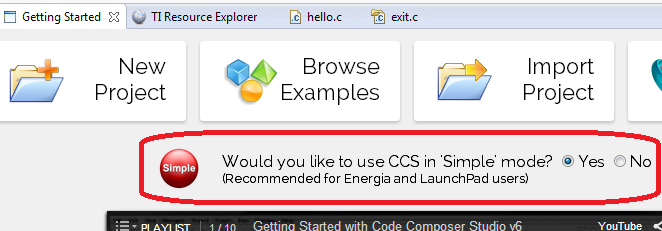 Getting Started
TI Resource Explorer
hello.c
exit.c
New
Project
Browse
Examples
Import
Project
Simple
Would you like to use CCS in 'Simple' mode? Yes No
(Recommended for Energia and LaunchPad users)
PLAYLIST 1 / 10 Getting Started with Code Composer Studio v6 YouTube